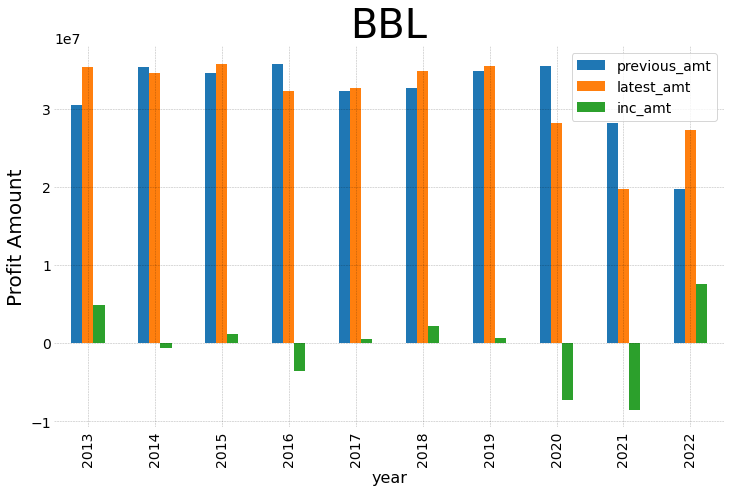 BBL
1e7
previous_amt
latest_amt
inc_amt
Profit Amount
3
2
1
0
−1
2013 2014 2015 2016 2017 2018 2019 2020 2021 2022
year